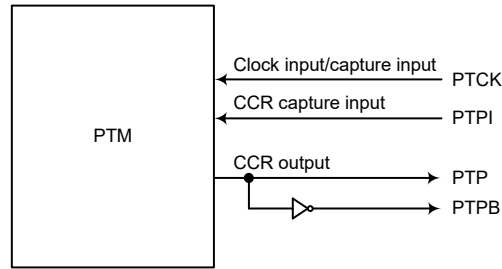 Clock input/capture input
PTCK
CCR capture input
PTPI
PTM
CCR output
PTP
PTPB